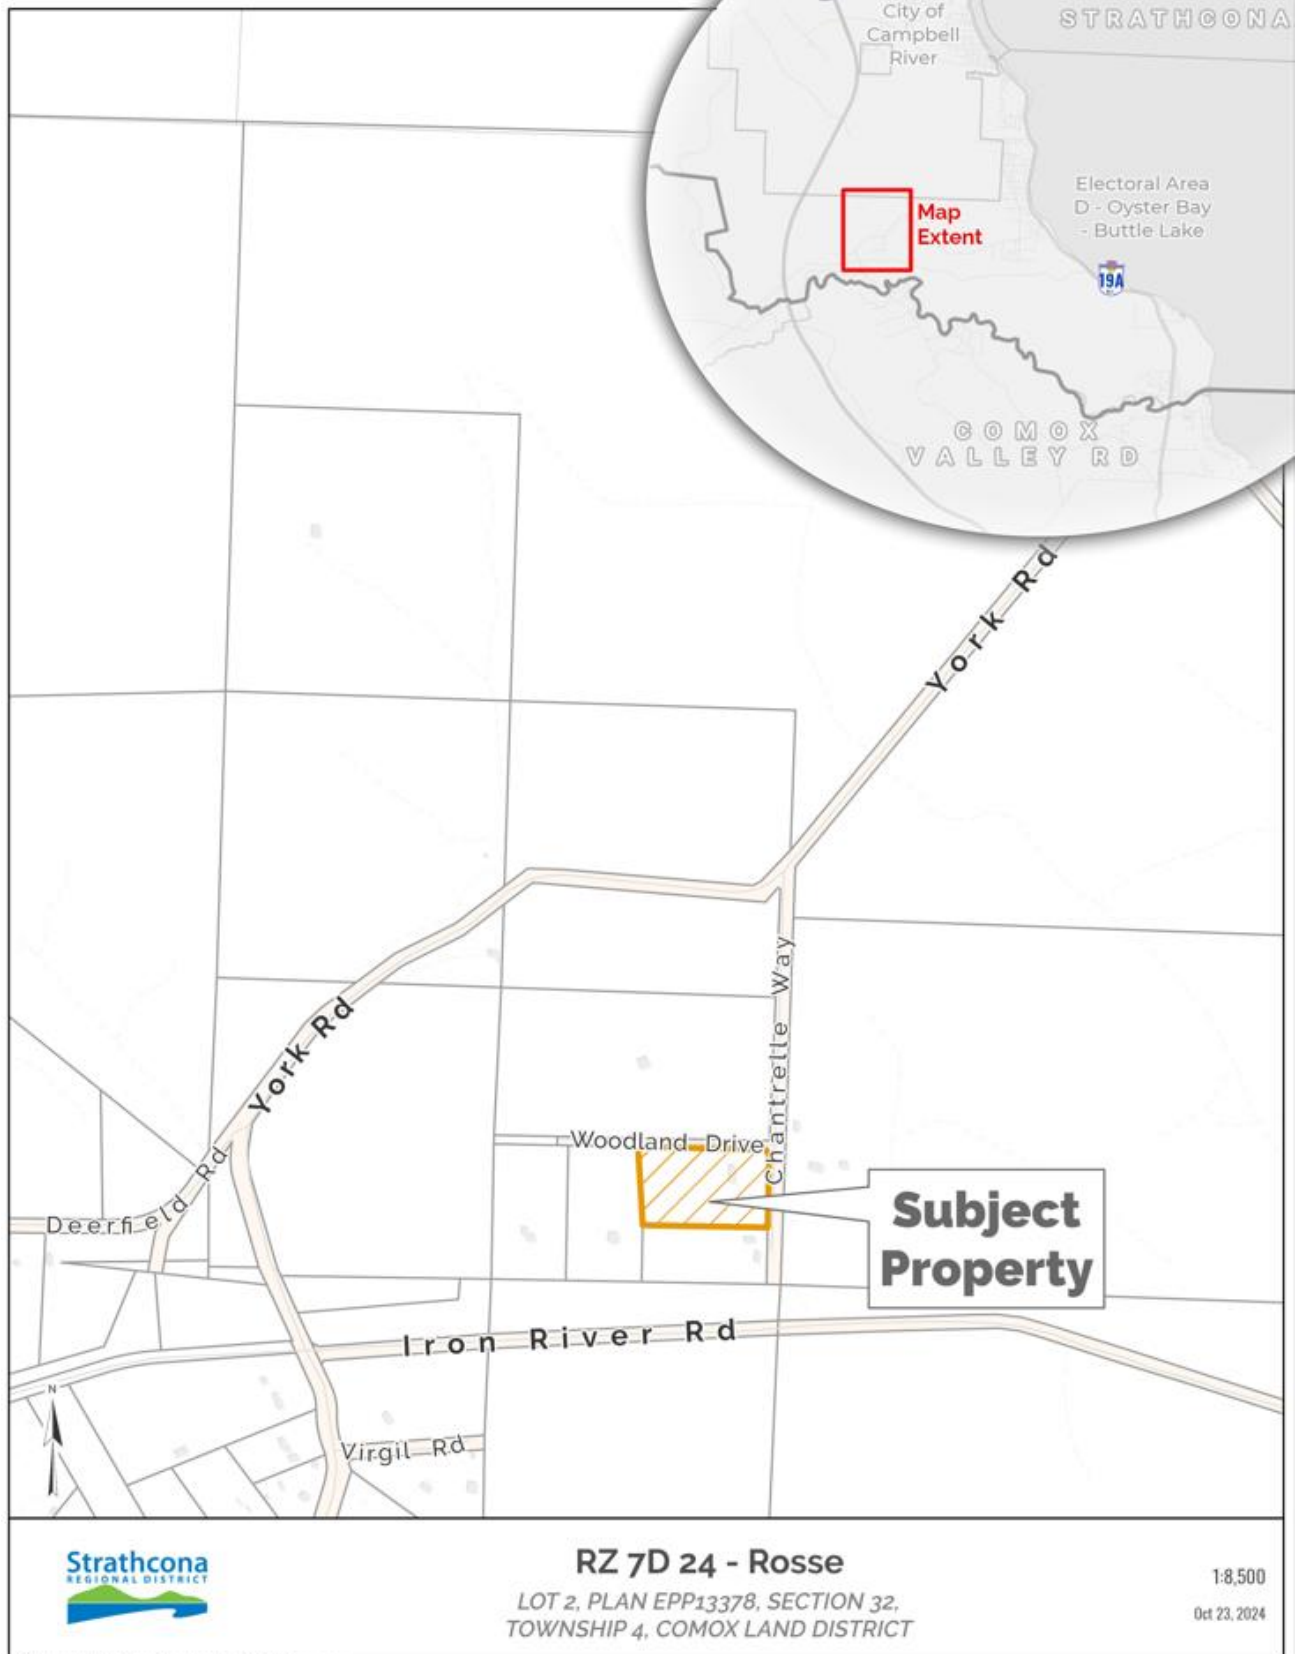 City of
Campbell
River
STRATHCONA
Map
Extent
Electoral Area
D - Oyster Bay
- Buttle Lake
19A
COMOX
VALLEY RD
York Rd
Chantrelle Way
York Rd
Woodland Drive
Deerfield Rd
Subject
Property
Iron River Rd
N
Virgil Rd
Strathcona
REGIONAL DISTRICT
RZ 7D 24 - Rosse
LOT 2, PLAN EPP13378, SECTION 32,
TOWNSHIP 4, COMOX LAND DISTRICT
1:8,500
Oct 23, 2024